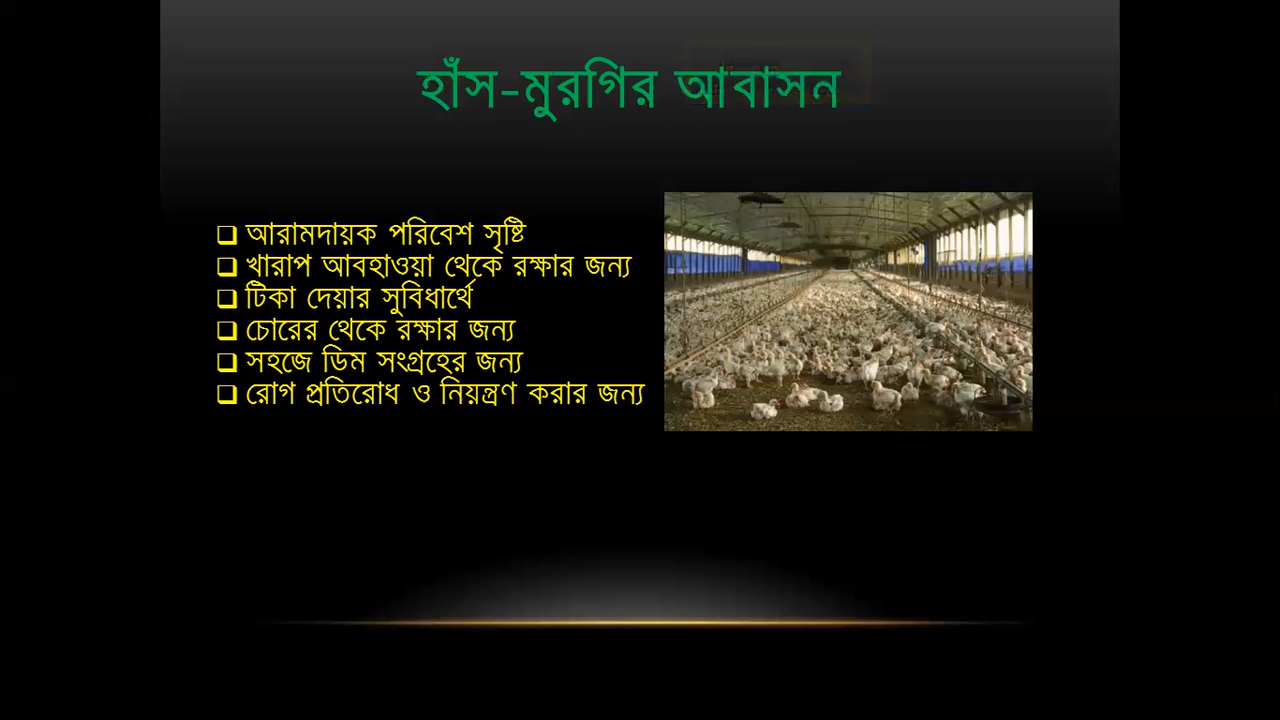 হাঁস-মুরগির আবাসন
আরামদায়ক পরিবেশ সৃষ্টি
খারাপ আবহাওয়া থেকে রক্ষার জন্য
টিকা দেয়ার সুবিধার্থে
চোরের থেকে রক্ষার জন্য
সহজে ডিম সংগ্রহের জন্য
রোগ প্রতিরোধ ও নিয়ন্ত্রণ করার জন্য